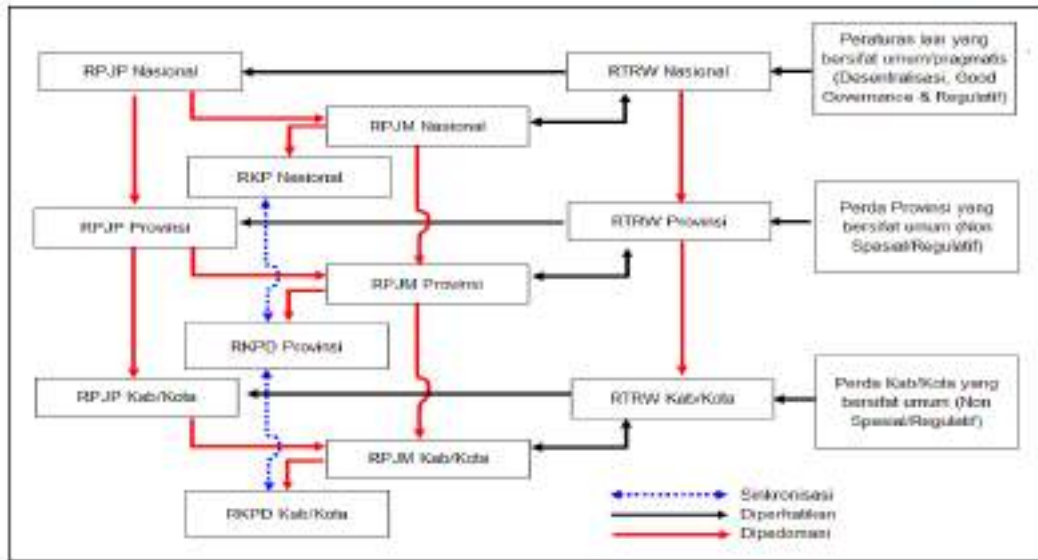 RPJP Nasional
RTRW Nasional
Peraturan lain yang
bersifat umum/pragmatis
(Desentralisasi, Good
Governance & Regulatif)
RPJM Nasional
RKP Nasional
RPJP Provinsi
RTRW Provinsi
Perda Provinsi yang
bersifat umum (Non
Spasial/Regulatif)
RPJM Provinsi
RKPD Provinsi
RPJP Kab/Kota
RTRW Kab/Kota
Perda Kab/Kota yang
bersifat umum (Non
Spasial/Regulatif)
RPJM Kab/Kota
RKPD Kab/Kota
Sinkronisasi
Diperhatikan
Dipedomani